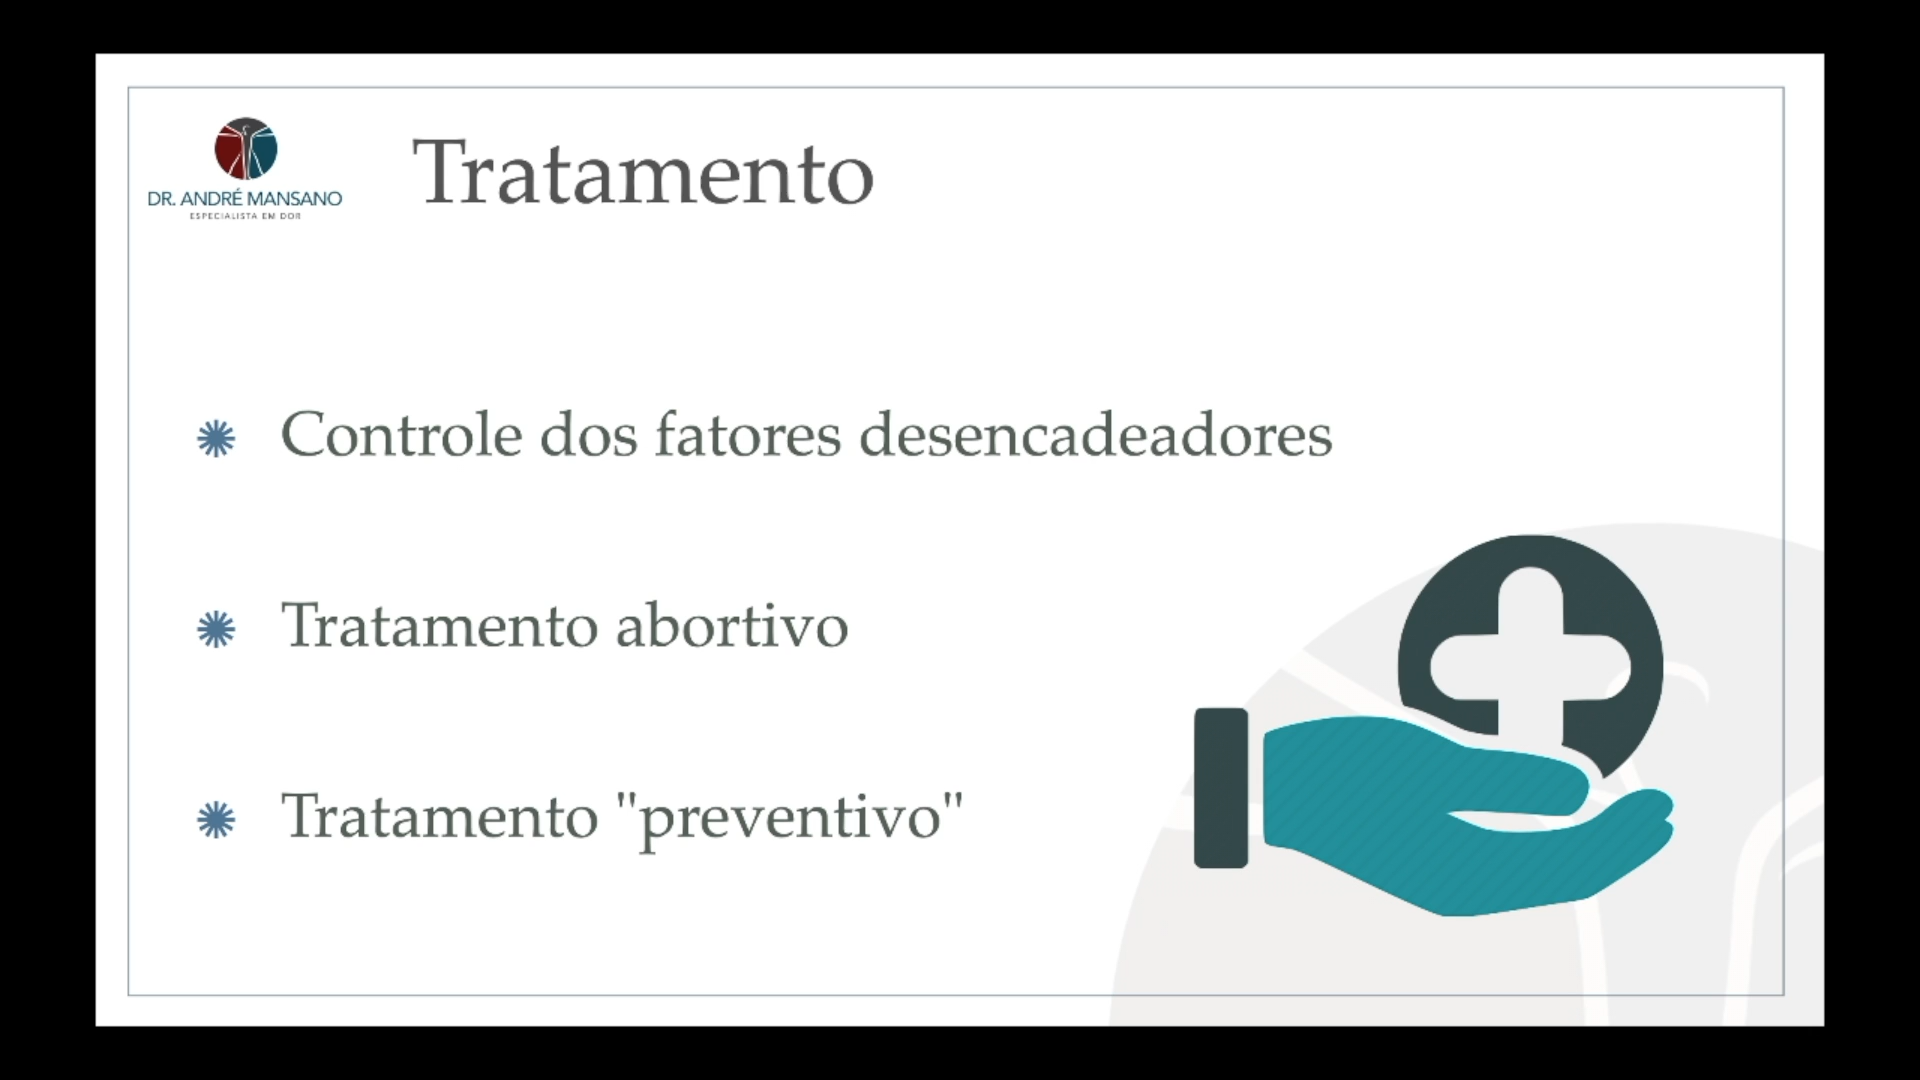 DR. ANDRÉ MANSANO
ESPECIALISTA EM DOR
Tratamento
Controle dos fatores desencadeadores
Tratamento abortivo
Tratamento "preventivo"